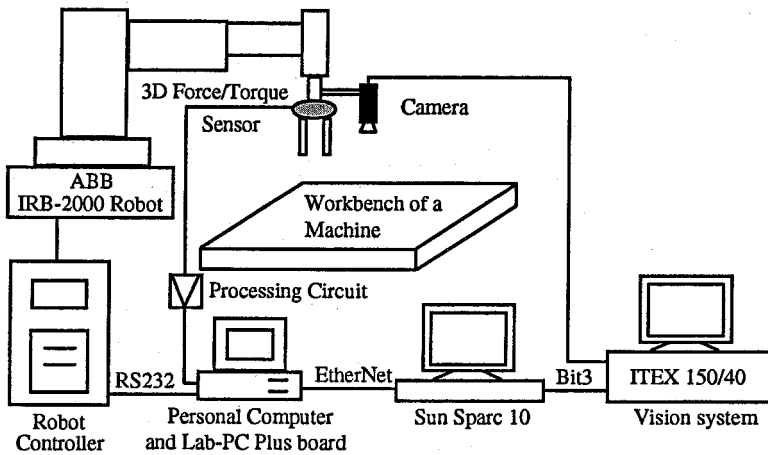 3D Force/Torque
Sensor
Camera
ABB
IRB-2000 Robot
Workbench of a
Machine
Processing Circuit
RS232
EtherNet
Bit3
ITEX 150/40
Robot
Controller
Personal Computer
and Lab-PC Plus board
Sun Sparc 10
Vision system